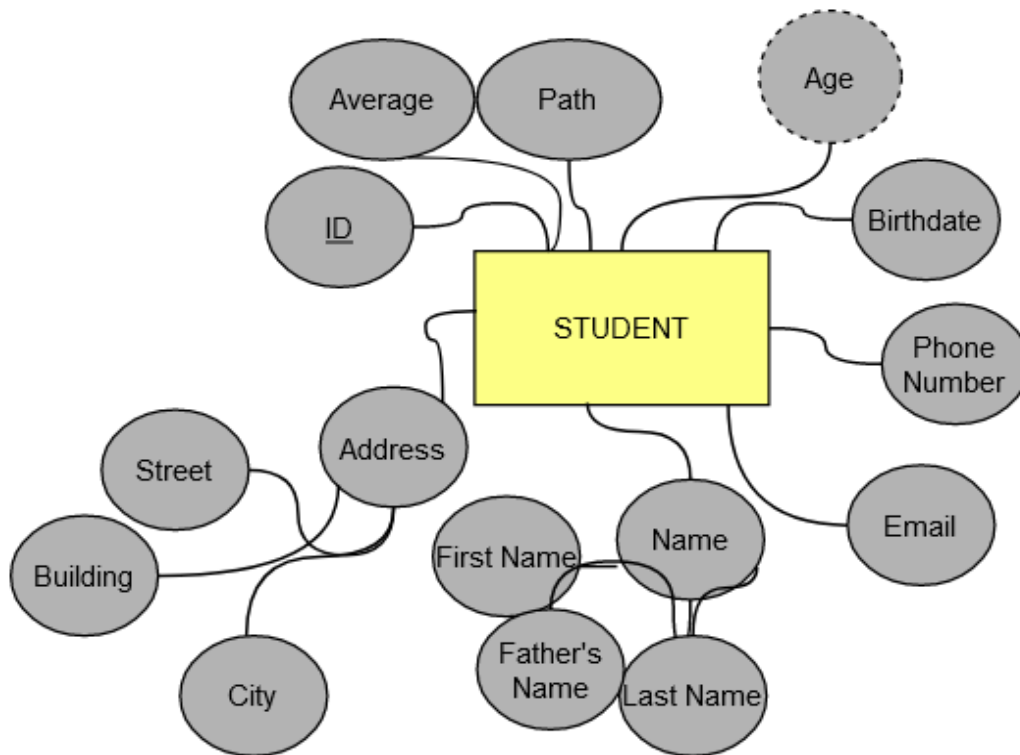 Average
Path
Age
ID
Birthdate
STUDENT
Phone
Number
Address
Street
Building
City
First Name
Name
Email
Father's
Name
Last Name